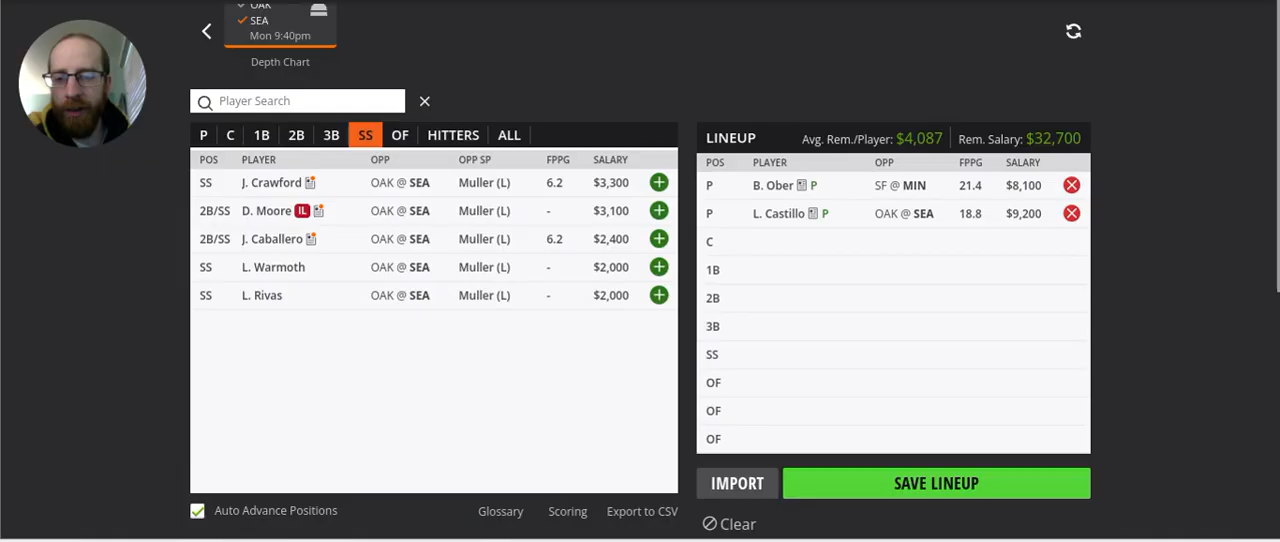 OAK
SEA
Mon 9:40pm
Depth Chart
Player Search
P C 1B 2B 3B SS OF HITTERS ALL
POS PLAYER OPP OPP SP FPPG SALARY
SS J. Crawford OAK @ SEA Muller (L) 6.2 $3,300
2B/SS D. Moore IL OAK @ SEA Muller (L) - $3,100
2B/SS J. Caballero OAK @ SEA Muller (L) 6.2 $2,400
SS L. Warmoth OAK @ SEA Muller (L) - $2,000
SS L. Rivas OAK @ SEA Muller (L) - $2,000
Auto Advance Positions Glossary Scoring Export to CSV
LINEUP Avg. Rem./Player: $4,087 Rem. Salary: $32,700
POS PLAYER OPP FPPG SALARY
P B. Ober P SF @ MIN 21.4 $8,100
P L. Castillo P OAK @ SEA 18.8 $9,200
C
1B
2B
3B
SS
OF
OF
OF
IMPORT SAVE LINEUP
Clear